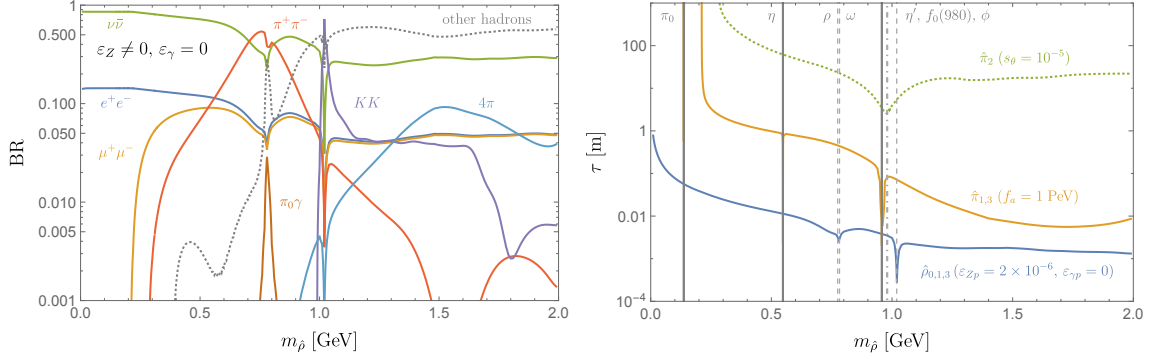 νν̄
π⁺π⁻
other hadrons
ε_Z ≠ 0, ε_γ = 0
e⁺e⁻
KK
4π
μ⁺μ⁻
π₀γ
BR
1
0.500
0.100
0.050
0.010
0.005
0.001
0.0
0.5
1.0
1.5
2.0
m_ρ̂ [GeV]
π₀
η
ρ
ω
η′, f₀(980), ϕ
π̂₂ (s_θ = 10⁻⁵)
π̂₁,₃ (f_a = 1 PeV)
ρ̂₀,₁,₃ (ε_Zp = 2 × 10⁻⁶, ε_γp = 0)
τ [m]
1000
10
0.1
0.01
10⁻⁴
0.0
0.5
1.0
1.5
2.0
m_ρ̂ [GeV]